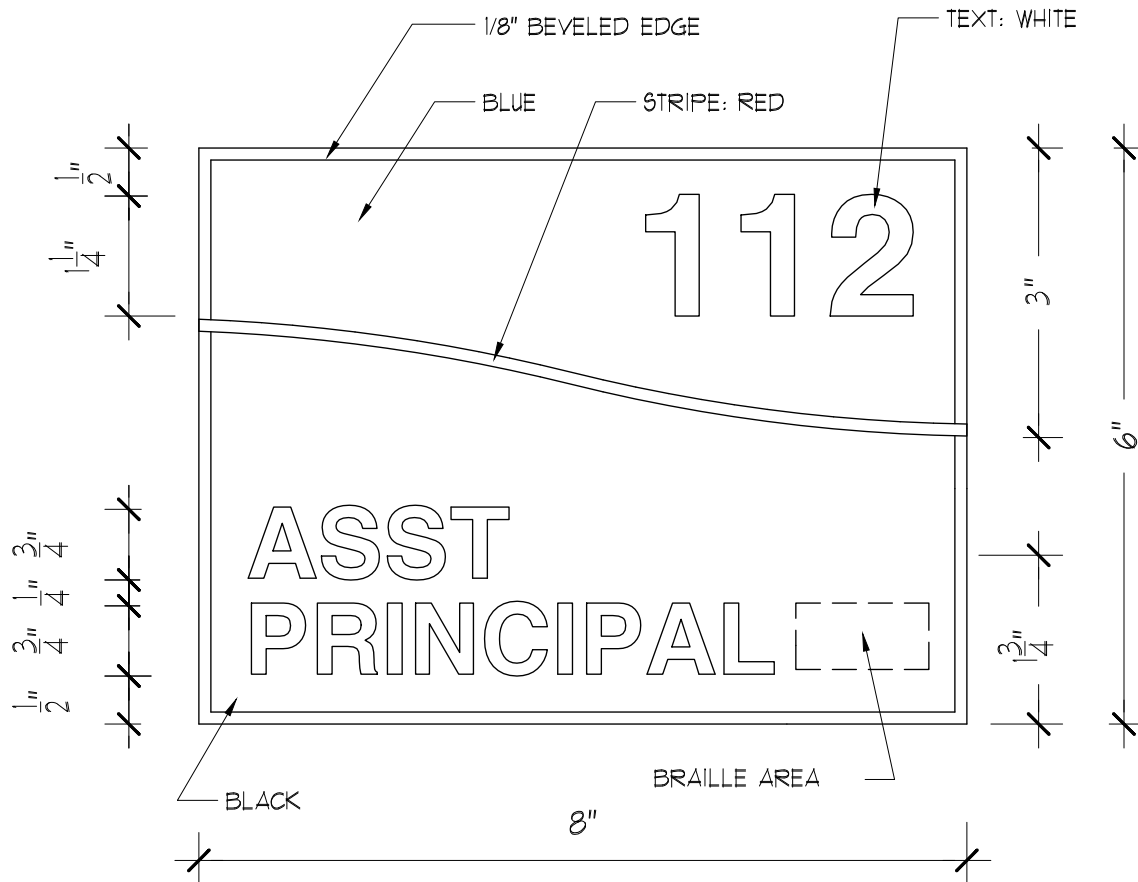 1/8" BEVELED EDGE
TEXT: WHITE
BLUE
STRIPE: RED
1/2"
1 1/4"
112
3"
6"
ASST
PRINCIPAL
3/4"
1/4"
3/4"
1/2"
1 3/4"
BRAILLE AREA
BLACK
8"